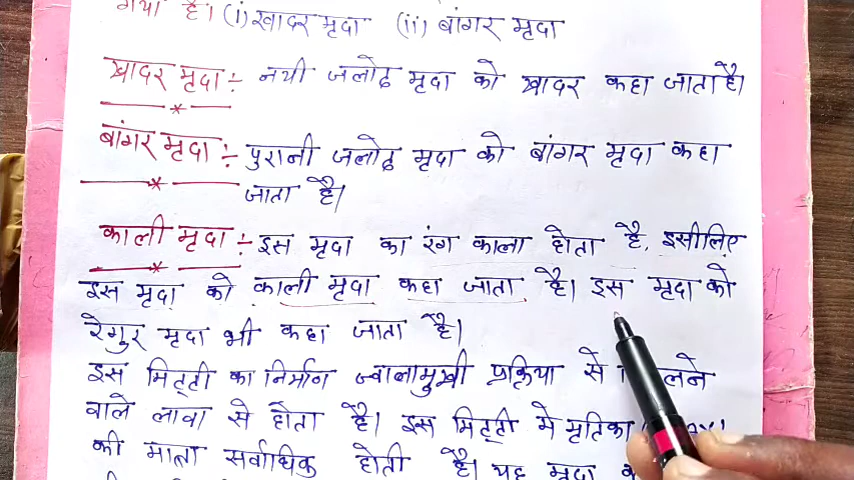 गया है। (i) खादर मृदा (ii) बांगर मृदा
खादर मृदा :- नयी जलोढ़ मृदा को खादर कहा जाता है।
बांगर मृदा :- पुरानी जलोढ़ मृदा को बांगर मृदा कहा
जाता है।
काली मृदा :- इस मृदा का रंग काला होता है, इसीलिए
इस मृदा को काली मृदा कहा जाता है। इस मृदा को
रेगुर मृदा भी कहा जाता है।
इस मिट्टी का निर्माण ज्वालामुखी प्रक्रिया से
वाले लावा से होता है। इस मिट्टी मे मृतिका
की मात्रा सर्वाधिक होती है। यह मृदा